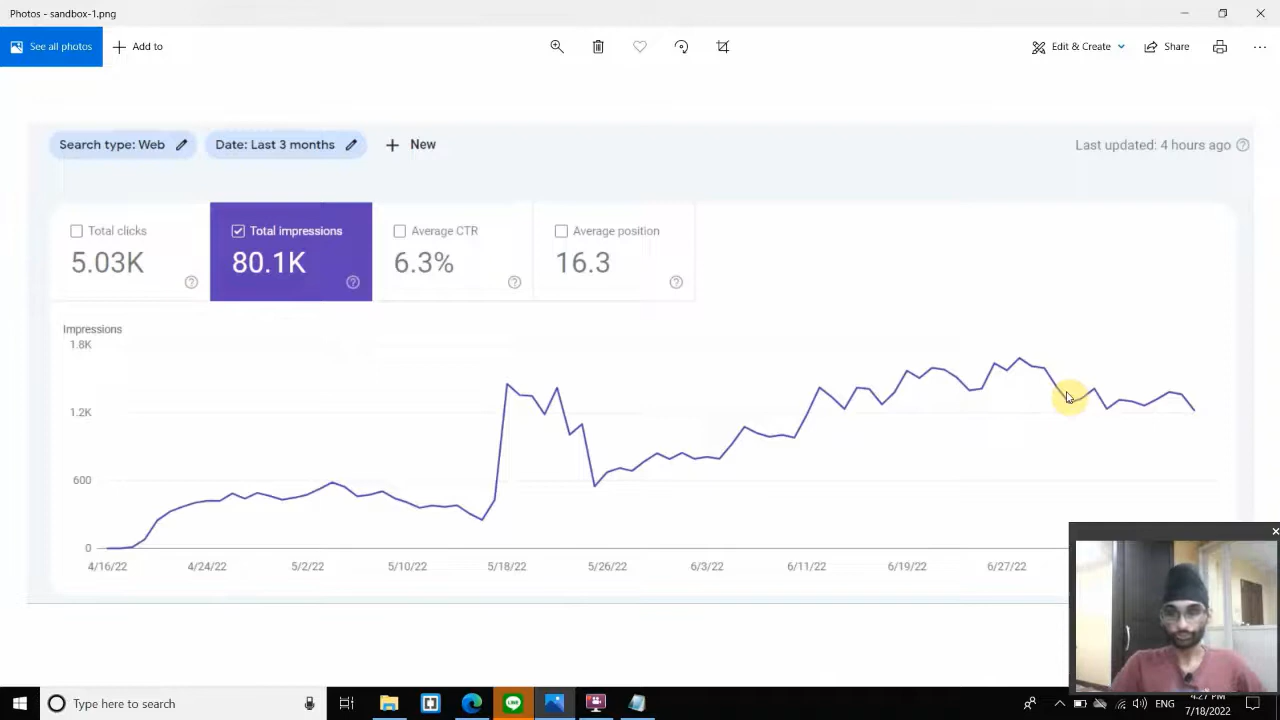 Photos - sandbox-1.png
See all photos
Add to
Edit & Create
Share
Search type: Web
Date: Last 3 months
New
Last updated: 4 hours ago
Total clicks
5.03K
Total impressions
80.1K
Average CTR
6.3%
Average position
16.3
Impressions
1.8K
1.2K
600
0
4/16/22 4/24/22 5/2/22 5/10/22 5/18/22 5/26/22 6/3/22 6/11/22 6/19/22 6/27/22
Type here to search
ENG
4:27 PM
7/18/2022